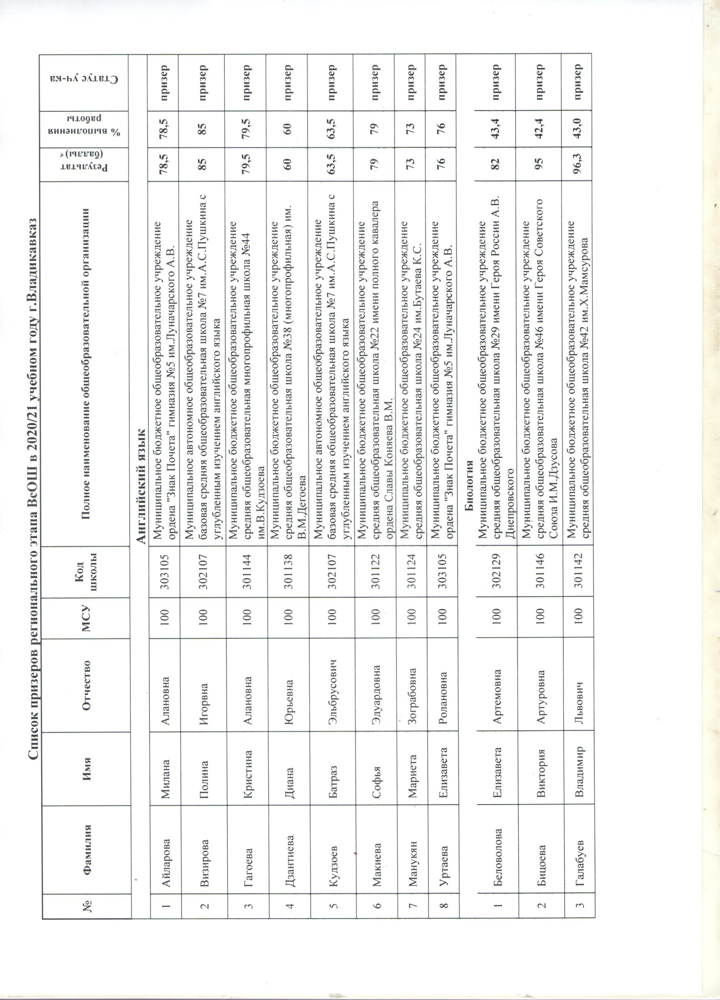 Список призеров регионального этапа ВсОШ в 2020/21 учебном году г.Владикавказ
№ Фамилия Имя Отчество МСУ Код школы Полное наименование общеобразовательной организации Результат (баллы) % выполнения работы Статус уч-ка
Английский язык
1 Айларова Милана Алановна 100 303105 Муниципальное бюджетное общеобразовательное учреждение 78,5 78,5 призер
ордена "Знак Почета" гимназия №5 им.Луначарского А.В.
2 Визирова Полина Игорвна 100 302107 Муниципальное автономное общеобразовательное учреждение 85 85 призер
базовая средняя общеобразовательная школа №7 им.А.С.Пушкина с
углубленным изучением английского языка
3 Гагоева Кристина Алановна 100 301144 Муниципальное бюджетное общеобразовательное учреждение 79,5 79,5 призер
средняя общеобразовательная многопрофильная школа №44
им.В.Кудзоева
4 Дзантиева Диана Юрьевна 100 301138 Муниципальное бюджетное общеобразовательное учреждение 60 60 призер
средняя общеобразовательная школа №38 (многопрофильная) им.
В.М.Дегоева
5 Кудзоев Батраз Эльбрусович 100 302107 Муниципальное автономное общеобразовательное учреждение 63,5 63,5 призер
базовая средняя общеобразовательная школа №7 им.А.С.Пушкина с
углубленным изучением английского языка
6 Макиева Софья Эдуардовна 100 301122 Муниципальное бюджетное общеобразовательное учреждение 79 79 призер
средняя общеобразовательная школа №22 имени полного кавалера
ордена Славы Коняева В.М.
7 Манукян Мариета Зограбовна 100 301124 Муниципальное бюджетное общеобразовательное учреждение 73 73 призер
средняя общеобразовательная школа №24 им.Бутаева К.С.
8 Уртаева Елизавета Ролановна 100 303105 Муниципальное бюджетное общеобразовательное учреждение 76 76 призер
ордена "Знак Почета" гимназия №5 им.Луначарского А.В.
Биология
1 Беловолова Елизавета Артемовна 100 302129 Муниципальное бюджетное общеобразовательное учреждение 82 43,4 призер
средняя общеобразовательная школа №29 имени Героя России А.В.
Днепровского
2 Бицоева Виктория Артуровна 100 301146 Муниципальное бюджетное общеобразовательное учреждение 95 42,4 призер
средняя общеобразовательная школа №46 имени Героя Советского
Союза И.М.Дзусова
3 Галабуев Владимир Львович 100 301142 Муниципальное бюджетное общеобразовательное учреждение 96,3 43,0 призер
средняя общеобразовательная школа №42 им.Х.Мамсурова